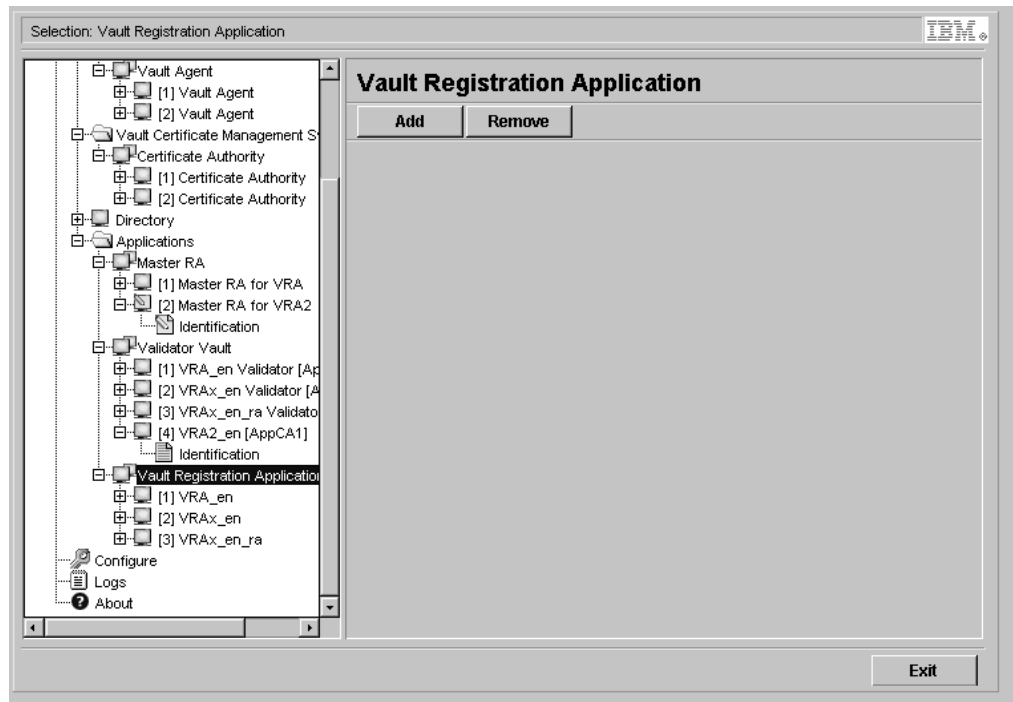 Selection: Vault Registration Application
IBM®
Vault Agent
[1] Vault Agent
[2] Vault Agent
Vault Certificate Management S
Certificate Authority
[1] Certificate Authority
[2] Certificate Authority
Directory
Applications
Master RA
[1] Master RA for VRA
[2] Master RA for VRA2
Identification
Validator Vault
[1] VRA_en Validator [Ap
[2] VRAx_en Validator [A
[3] VRAx_en_ra Validato
[4] VRA2_en [AppCA1]
Identification
Vault Registration Application
[1] VRA_en
[2] VRAx_en
[3] VRAx_en_ra
Configure
Logs
About
Vault Registration Application
Add Remove
Exit